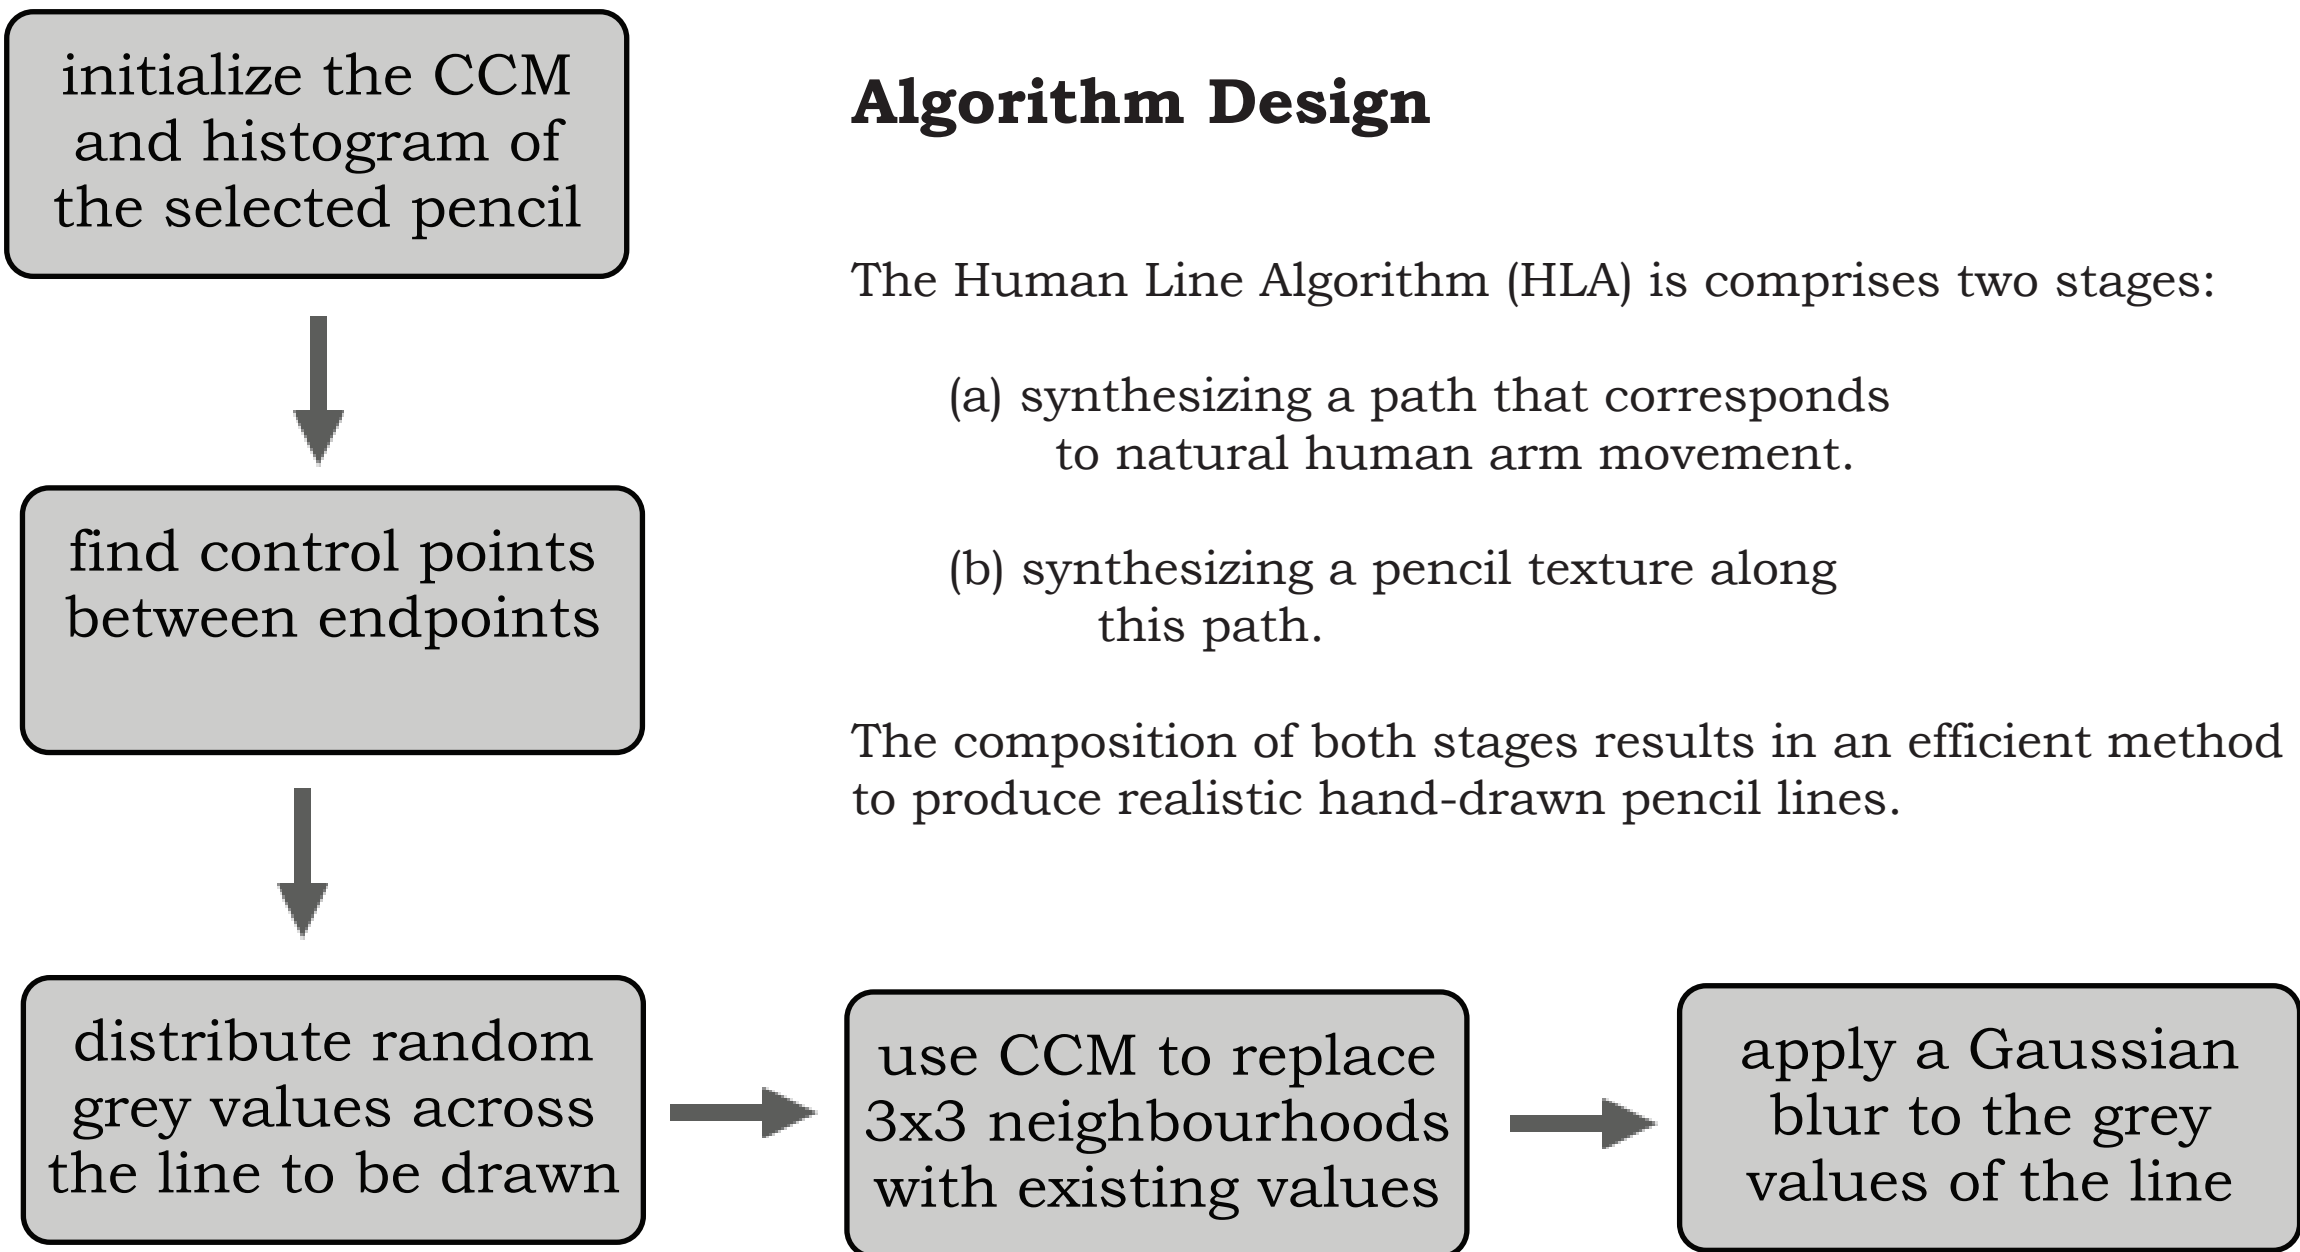 initialize the CCM
and histogram of
the selected pencil
Algorithm Design
The Human Line Algorithm (HLA) is comprises two stages:
(a) synthesizing a path that corresponds
to natural human arm movement.
(b) synthesizing a pencil texture along
this path.
The composition of both stages results in an efficient method
to produce realistic hand-drawn pencil lines.
find control points
between endpoints
distribute random
grey values across
the line to be drawn
use CCM to replace
3x3 neighbourhoods
with existing values
apply a Gaussian
blur to the grey
values of the line